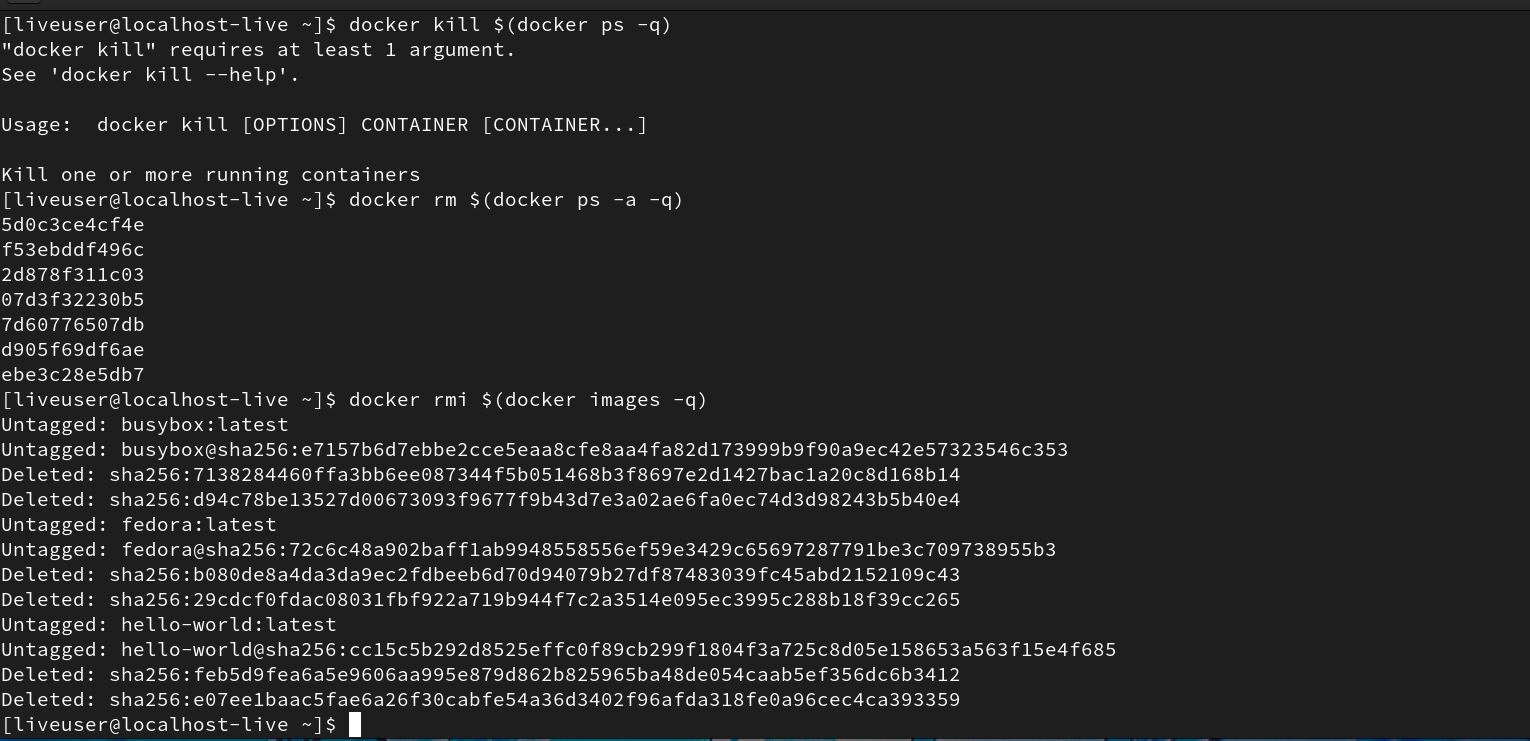 [liveuser@localhost-live ~]$ docker kill $(docker ps -q)
"docker kill" requires at least 1 argument.
See 'docker kill --help'.
Usage:  docker kill [OPTIONS] CONTAINER [CONTAINER...]
Kill one or more running containers
[liveuser@localhost-live ~]$ docker rm $(docker ps -a -q)
5d0c3ce4cf4e
f53ebddf496c
2d878f311c03
07d3f32230b5
7d60776507db
d905f69df6ae
ebe3c28e5db7
[liveuser@localhost-live ~]$ docker rmi $(docker images -q)
Untagged: busybox:latest
Untagged: busybox@sha256:e7157b6d7ebbe2cce5eaa8cfe8aa4fa82d173999b9f90a9ec42e57323546c353
Deleted: sha256:7138284460ffa3bb6ee087344f5b051468b3f8697e2d1427bac1a20c8d168b14
Deleted: sha256:d94c78be13527d00673093f9677f9b43d7e3a02ae6fa0ec74d3d98243b5b40e4
Untagged: fedora:latest
Untagged: fedora@sha256:72c6c48a902baff1ab9948558556ef59e3429c65697287791be3c709738955b3
Deleted: sha256:b080de8a4da3da9ec2fdbeeb6d70d94079b27df87483039fc45abd2152109c43
Deleted: sha256:29cdcf0fdac08031fbf922a719b944f7c2a3514e095ec3995c288b18f39cc265
Untagged: hello-world:latest
Untagged: hello-world@sha256:cc15c5b292d8525effc0f89cb299f1804f3a725c8d05e158653a563f15e4f685
Deleted: sha256:feb5d9fea6a5e9606aa995e879d862b825965ba48de054caab5ef356dc6b3412
Deleted: sha256:e07ee1baac5fae6a26f30cabfe54a36d3402f96afda318fe0a96cec4ca393359
[liveuser@localhost-live ~]$